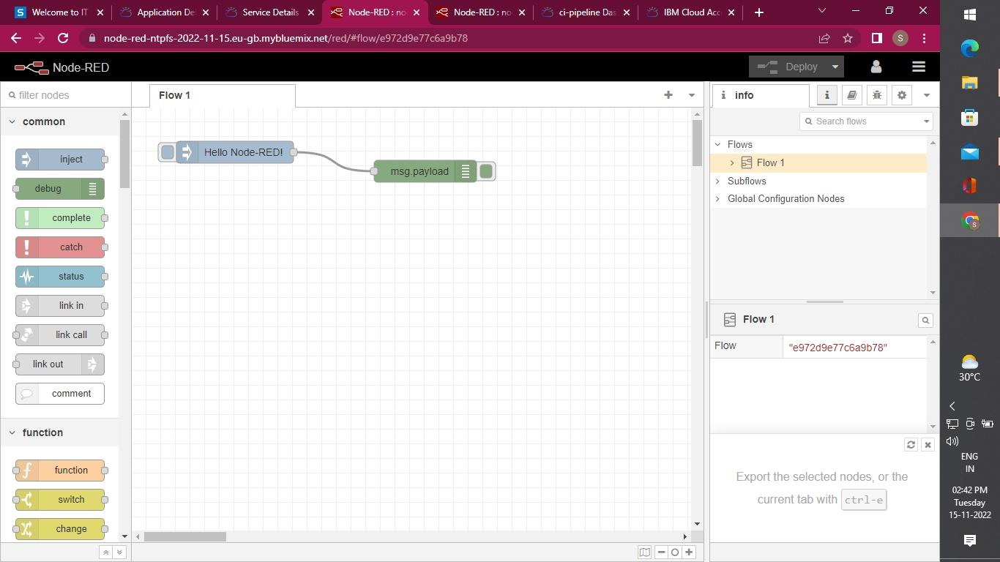 Welcome to IT
Application De
Service Details
Node-RED : no
Node-RED : no
ci-pipeline Das
IBM Cloud Acc
node-red-ntpfs-2022-11-15.eu-gb.mybluemix.net/red/#flow/e972d9e77c6a9b78
S
Node-RED
Deploy
filter nodes
Flow 1
info
common
Search flows
Flows
inject
Hello Node-RED!
Flow 1
msg.payload
debug
Subflows
Global Configuration Nodes
complete
catch
status
link in
Flow 1
link call
Flow
"e972d9e77c6a9b78"
link out
comment
function
function
switch
change
Export the selected nodes, or the
current tab with ctrl-e
30°C
ENG
IN
02:42 PM
Tuesday
15-11-2022